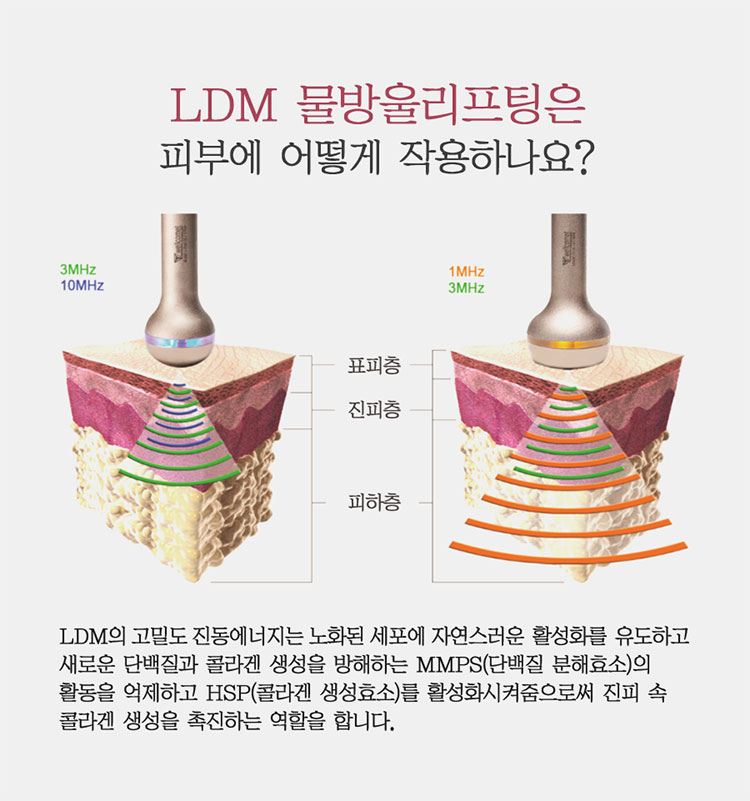 LDM 물방울리프팅은
피부에 어떻게 작용하나요?
3MHz
10MHz
1MHz
3MHz
표피층
진피층
피하층
LDM의 고밀도 진동에너지는 노화된 세포에 자연스러운 활성화를 유도하고
새로운 단백질과 콜라겐 생성을 방해하는 MMPS(단백질 분해효소)의
활동을 억제하고 HSP(콜라겐 생성효소)를 활성화시켜줌으로써 진피 속
콜라겐 생성을 촉진하는 역할을 합니다.